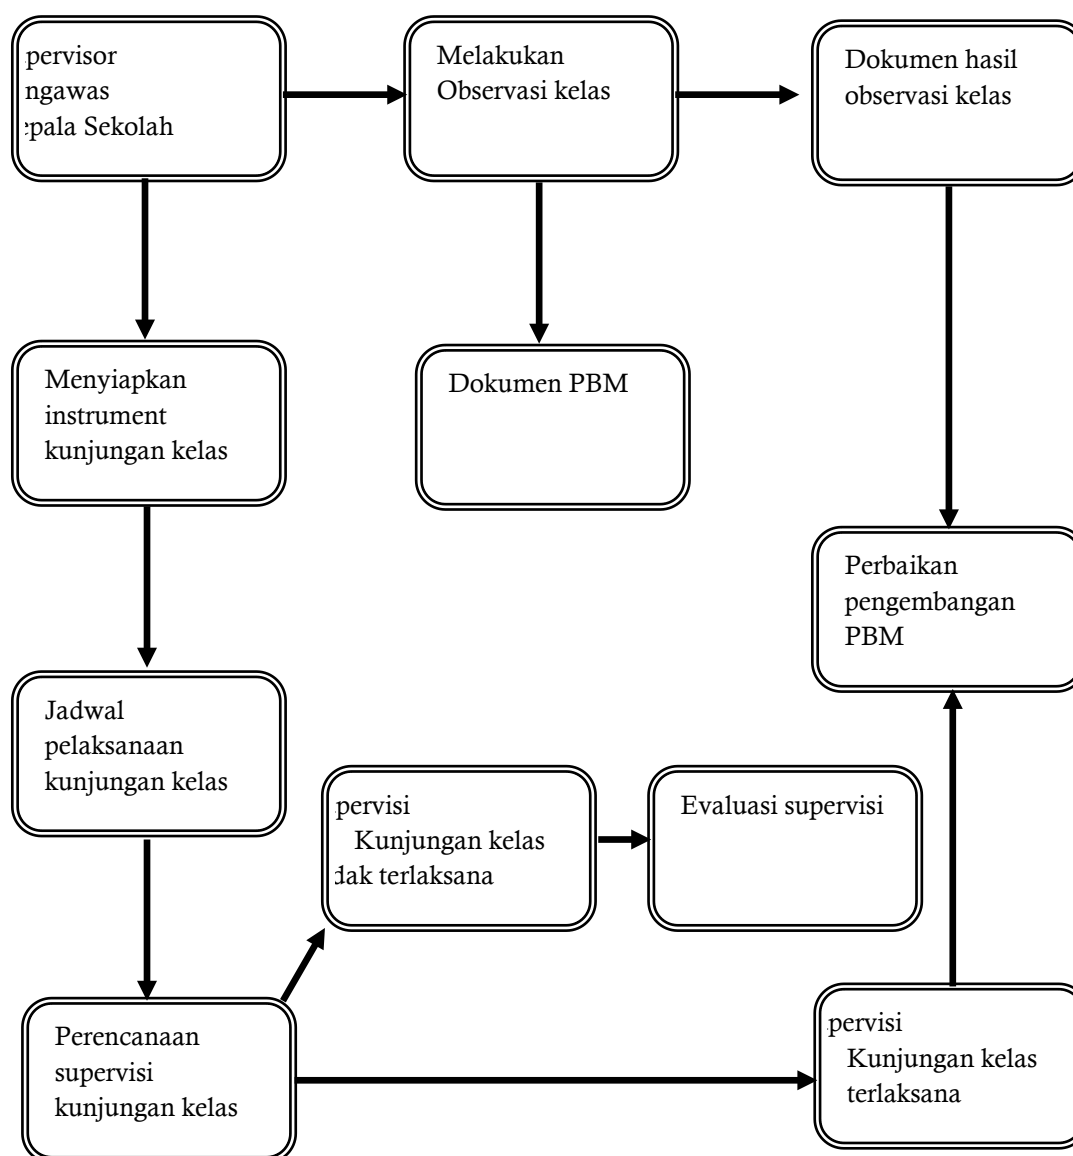 pervisor
ngawas
epala Sekolah
Melakukan
Observasi kelas
Dokumen hasil
observasi kelas
Menyiapkan
instrument
kunjungan kelas
Dokumen PBM
Perbaikan
pengembangan
PBM
Jadwal
pelaksanaan
kunjungan kelas
pervisi
Kunjungan kelas
dak terlaksana
Evaluasi supervisi
Perencanaan
supervisi
kunjungan kelas
pervisi
Kunjungan kelas
terlaksana